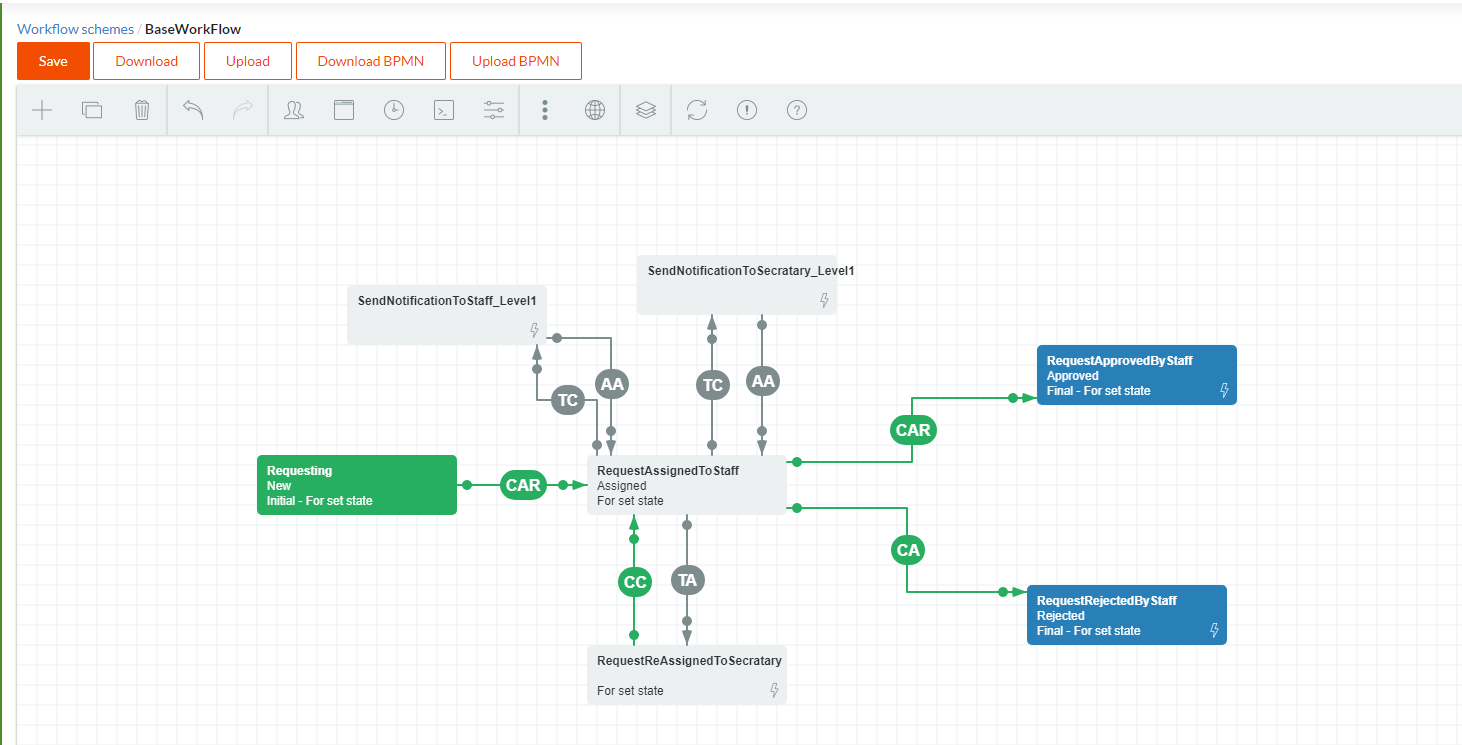 Workflow schemes / BaseWorkFlow
Save Download Upload Download BPMN Upload BPMN
SendNotificationToSecratary_Level1
SendNotificationToStaff_Level1
AA
TC
TC
AA
RequestApprovedByStaff
Approved
Final - For set state
CAR
Requesting
New
Initial - For set state
CAR
RequestAssignedToStaff
Assigned
For set state
CA
CC
TA
RequestRejectedByStaff
Rejected
Final - For set state
RequestReAssignedToSecratary
For set state